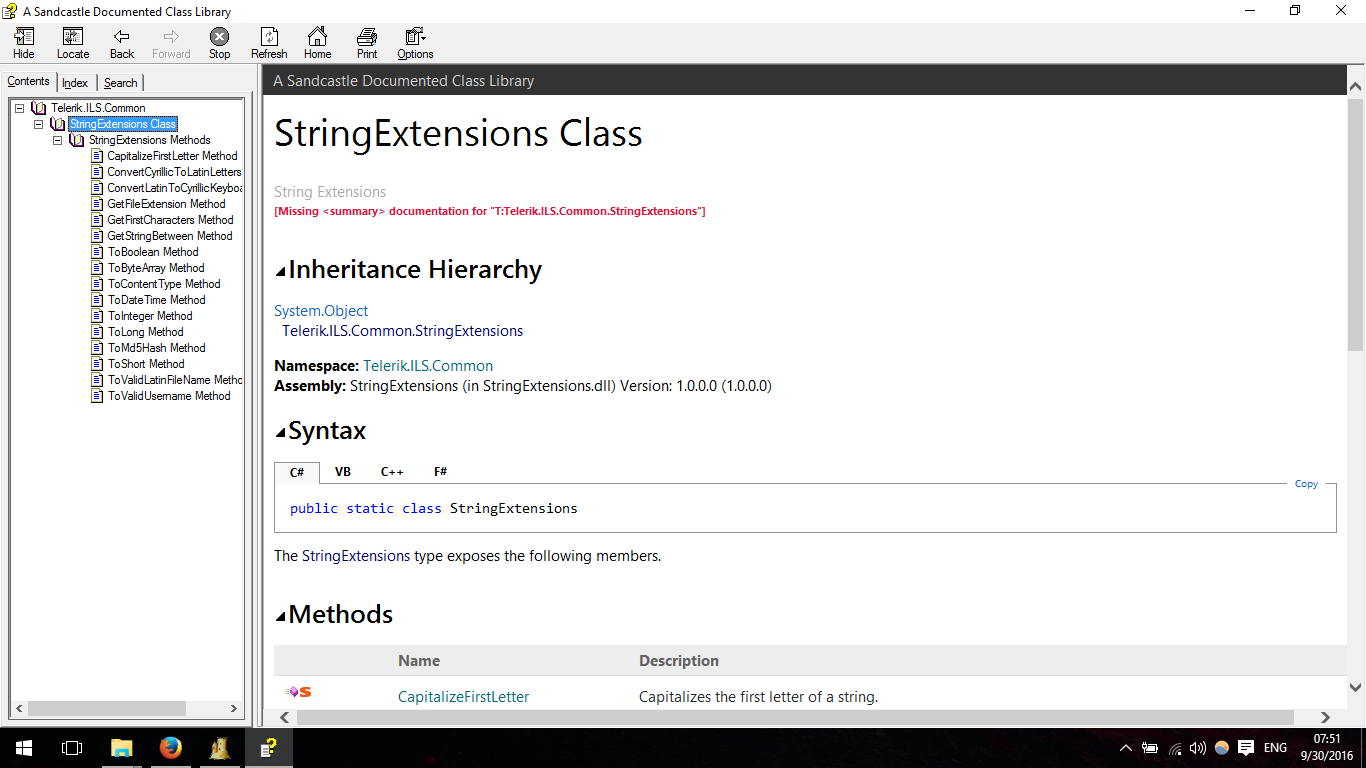 A Sandcastle Documented Class Library
Hide Locate Back Forward Stop Refresh Home Print Options
Contents Index Search
Telerik.ILS.Common
StringExtensions Class
StringExtensions Methods
CapitalizeFirstLetter Method
ConvertCyrillicToLatinLetters
ConvertLatinToCyrillicKeyboa
GetFileExtension Method
GetFirstCharacters Method
GetStringBetween Method
ToBoolean Method
ToByteArray Method
ToContentType Method
ToDateTime Method
ToInteger Method
ToLong Method
ToMd5Hash Method
ToShort Method
ToValidLatinFileName Metho
ToValidUsername Method
A Sandcastle Documented Class Library
StringExtensions Class
String Extensions
[Missing <summary> documentation for "T:Telerik.ILS.Common.StringExtensions"]
Inheritance Hierarchy
System.Object
Telerik.ILS.Common.StringExtensions
Namespace: Telerik.ILS.Common
Assembly: StringExtensions (in StringExtensions.dll) Version: 1.0.0.0 (1.0.0.0)
Syntax
C# VB C++ F#
Copy
public static class StringExtensions
The StringExtensions type exposes the following members.
Methods
Name Description
S CapitalizeFirstLetter Capitalizes the first letter of a string.
ENG
07:51
9/30/2016